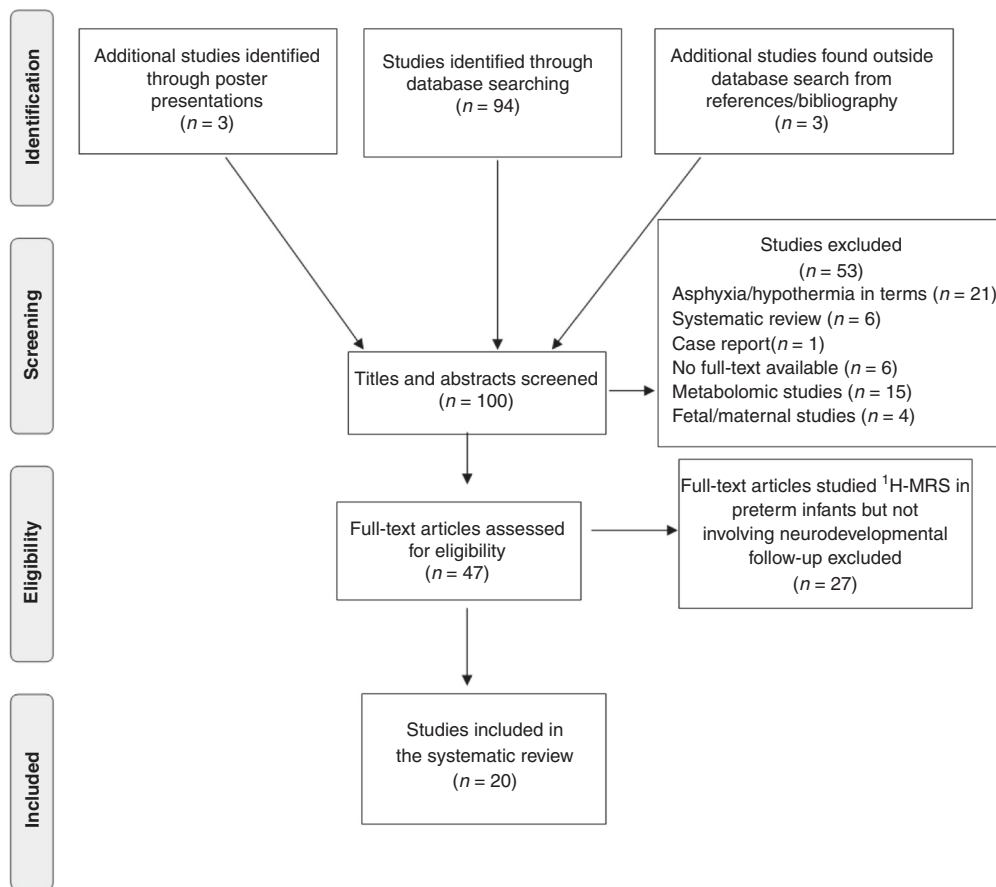 Identification
Additional studies identified
through poster
presentations
(n = 3)
Studies identified through
database searching
(n = 94)
Additional studies found outside
database search from
references/bibliography
(n = 3)
Screening
Titles and abstracts screened
(n = 100)
Studies excluded
(n = 53)
Asphyxia/hypothermia in terms (n = 21)
Systematic review (n = 6)
Case report(n = 1)
No full-text available (n = 6)
Metabolomic studies (n = 15)
Fetal/maternal studies (n = 4)
Eligibility
Full-text articles assessed
for eligibility
(n = 47)
Full-text articles studied ¹H-MRS in
preterm infants but not
involving neurodevelopmental
follow-up excluded
(n = 27)
Included
Studies included in
the systematic review
(n = 20)